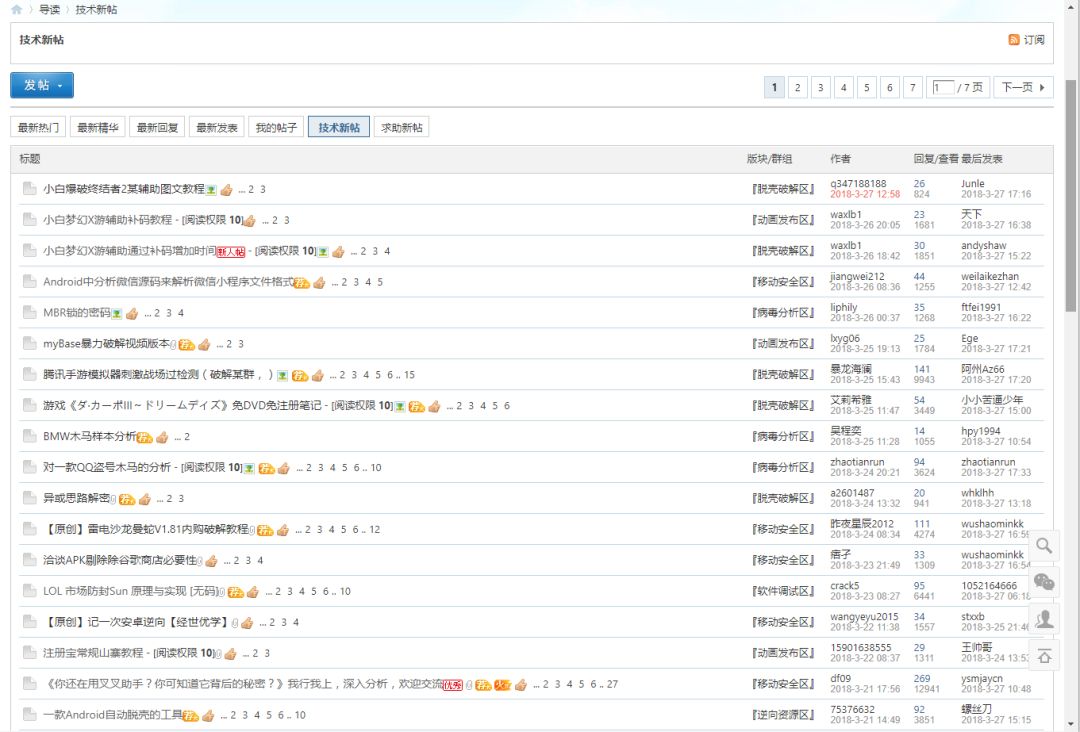 导读 〉 技术新帖
技术新帖 订阅
发帖
1 2 3 4 5 6 7 1 / 7 页 下一页
最新热门 最新精华 最新回复 最新发表 我的帖子 技术新帖 求助新帖
标题 版块/群组 作者 回复/查看 最后发表
小白爆破终结者2某辅助图文教程 ... 2 3 『脱壳破解区』 q347188188 26 Junle
2018-3-27 12:58 824 2018-3-27 17:16
小白梦幻X游辅助补码教程 - [阅读权限 10] ... 2 3 『动画发布区』 waxlb1 23 天下
2018-3-26 20:05 1681 2018-3-27 16:38
小白梦幻X游辅助通过补码增加时间 新人帖 - [阅读权限 10] ... 2 3 4 『脱壳破解区』 waxlb1 30 andyshaw
2018-3-26 18:42 1851 2018-3-27 15:22
Android中分析微信源码来解析微信小程序文件格式 荐 ... 2 3 4 5 『移动安全区』 jiangwei212 44 weilaikezhan
2018-3-26 08:36 1255 2018-3-27 12:42
MBR锁的密码 ... 2 3 4 『病毒分析区』 liphily 35 ftfei1991
2018-3-26 00:37 1268 2018-3-27 16:22
myBase暴力破解视频版本 荐 ... 2 3 『动画发布区』 lxyg06 25 Ege
2018-3-25 19:13 1784 2018-3-27 17:21
腾讯手游模拟器刺激战场过检测（破解某群，） 荐 ... 2 3 4 5 6 .. 15 『脱壳破解区』 暴龙海澜 141 阿州Az66
2018-3-25 15:43 9943 2018-3-27 17:20
游戏《ダ·カーポIII～ドリームデイズ》免DVD免注册笔记 - [阅读权限 10] 荐 ... 2 3 4 5 6 『脱壳破解区』 艾莉希雅 54 小小苦逼少年
2018-3-25 11:47 3449 2018-3-27 15:00
BMW木马样本分析 荐 ... 2 『病毒分析区』 吴程奕 14 hpy1994
2018-3-25 11:28 1055 2018-3-27 10:54
对一款QQ盗号木马的分析 - [阅读权限 10] 荐 ... 2 3 4 5 6 .. 10 『病毒分析区』 zhaotianrun 94 zhaotianrun
2018-3-24 20:21 3624 2018-3-27 17:33
异或思路解密 荐 ... 2 3 『脱壳破解区』 a2601487 20 whklhh
2018-3-24 13:32 941 2018-3-27 13:18
【原创】雷电沙龙曼蛇V1.81内购破解教程 荐 ... 2 3 4 5 6 .. 12 『移动安全区』 昨夜星辰2012 111 wushaominkk
2018-3-24 08:34 4274 2018-3-27 16:59
洽谈APK剔除除谷歌商店必要性 ... 2 3 4 『移动安全区』 痞子 33 wushaominkk
2018-3-23 21:49 1309 2018-3-27 16:54
LOL 市场防封Sun 原理与实现 [无码] 荐 ... 2 3 4 5 6 .. 10 『软件调试区』 crack5 95 1052164666
2018-3-23 08:27 6441 2018-3-27 06:18
【原创】记一次安卓逆向【经世优学】 ... 2 3 4 『移动安全区』 wangyeyu2015 34 stxxb
2018-3-22 11:38 1557 2018-3-25 21:46
注册宝常规山寨教程 - [阅读权限 10] ... 2 3 『动画发布区』 15901638555 29 王帅哥
2018-3-22 08:37 1311 2018-3-24 13:53
《你还在用叉叉助手？你可知道它背后的秘密？》我行我上，深入分析，欢迎交流 优秀 荐 火 ... 2 3 4 5 6 .. 27 『移动安全区』 df09 269 ysmjaycn
2018-3-21 17:56 12941 2018-3-27 10:48
一款Android自动脱壳的工具 荐 ... 2 3 4 5 6 .. 10 『逆向资源区』 75376632 92 螺丝刀
2018-3-21 14:49 3851 2018-3-27 15:15